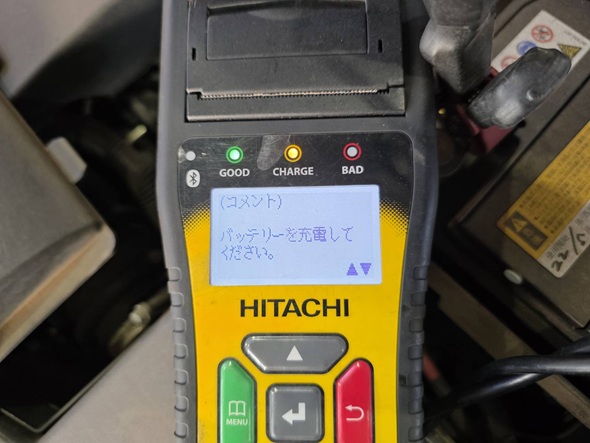 GOOD CHARGE BAD
(コメント)
バッテリーを充電して
ください。
▲▼
HITACHI
MENU